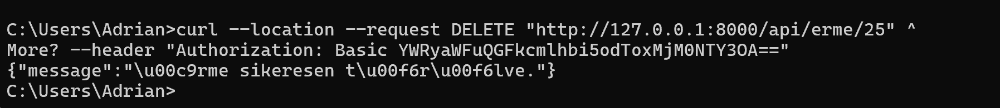 C:\Users\Adrian>curl --location --request DELETE "http://127.0.0.1:8000/api/erme/25" ^
More? --header "Authorization: Basic YWRyaWFuQGFkcmlhbi5odToxMjM0NTY3OA=="
{"message":"\u00c9rme sikeresen t\u00f6r\u00f6lve."}
C:\Users\Adrian>